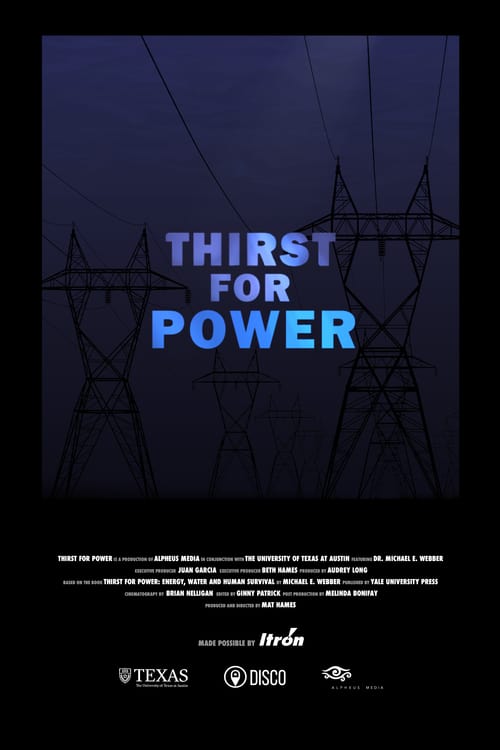 THIRST
FOR
POWER
THIRST FOR POWER IS A PRODUCTION OF ALPHEUS MEDIA IN CONJUNCTION WITH THE UNIVERSITY OF TEXAS AT AUSTIN FEATURING DR. MICHAEL E. WEBBER
EXECUTIVE PRODUCER JUAN GARCIA EXECUTIVE PRODUCER BETH HAMES PRODUCED BY AUDREY LONG
BASED ON THE BOOK THIRST FOR POWER: ENERGY, WATER AND HUMAN SURVIVAL BY MICHAEL E. WEBBER PUBLISHED BY YALE UNIVERSITY PRESS
CINEMATOGRAPY BY BRIAN NELLIGAN EDITED BY GINNY PATRICK POST PRODUCTION BY MELINDA BONIFAY
PRODUCED AND DIRECTED BY MAT HAMES
MADE POSSIBLE BY Itrón
TEXAS
The University of Texas at Austin
DISCO
ALPHEUS MEDIA